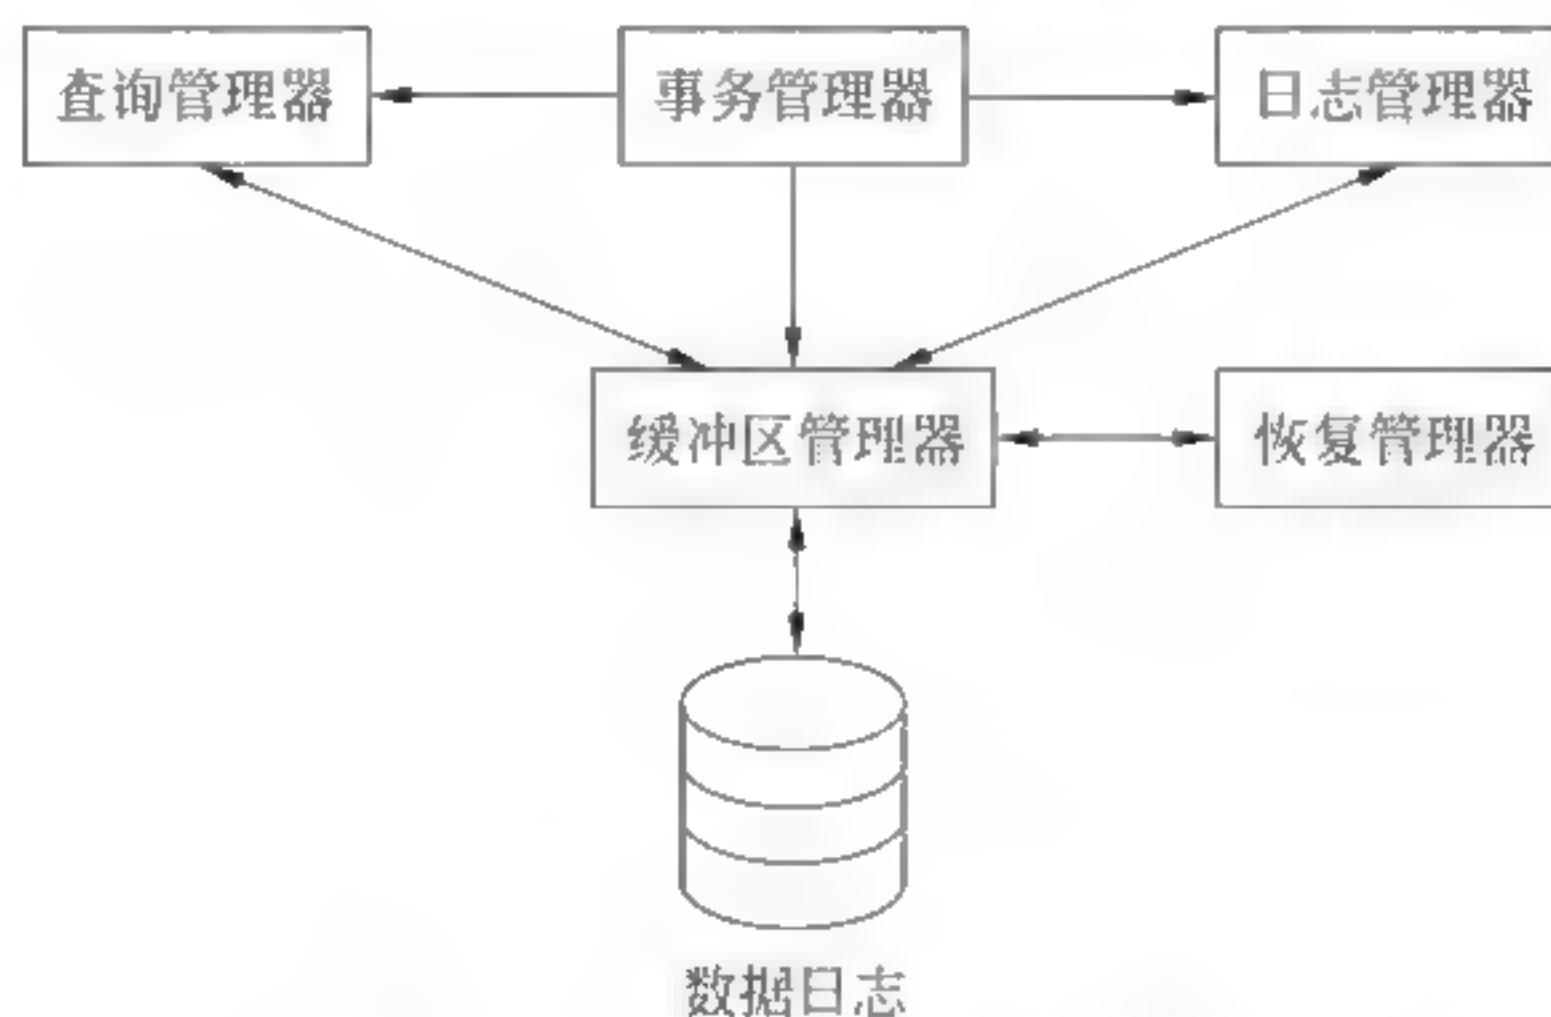 查询管理器
事务管理器
日志管理器
缓冲区管理器
恢复管理器
数据日志